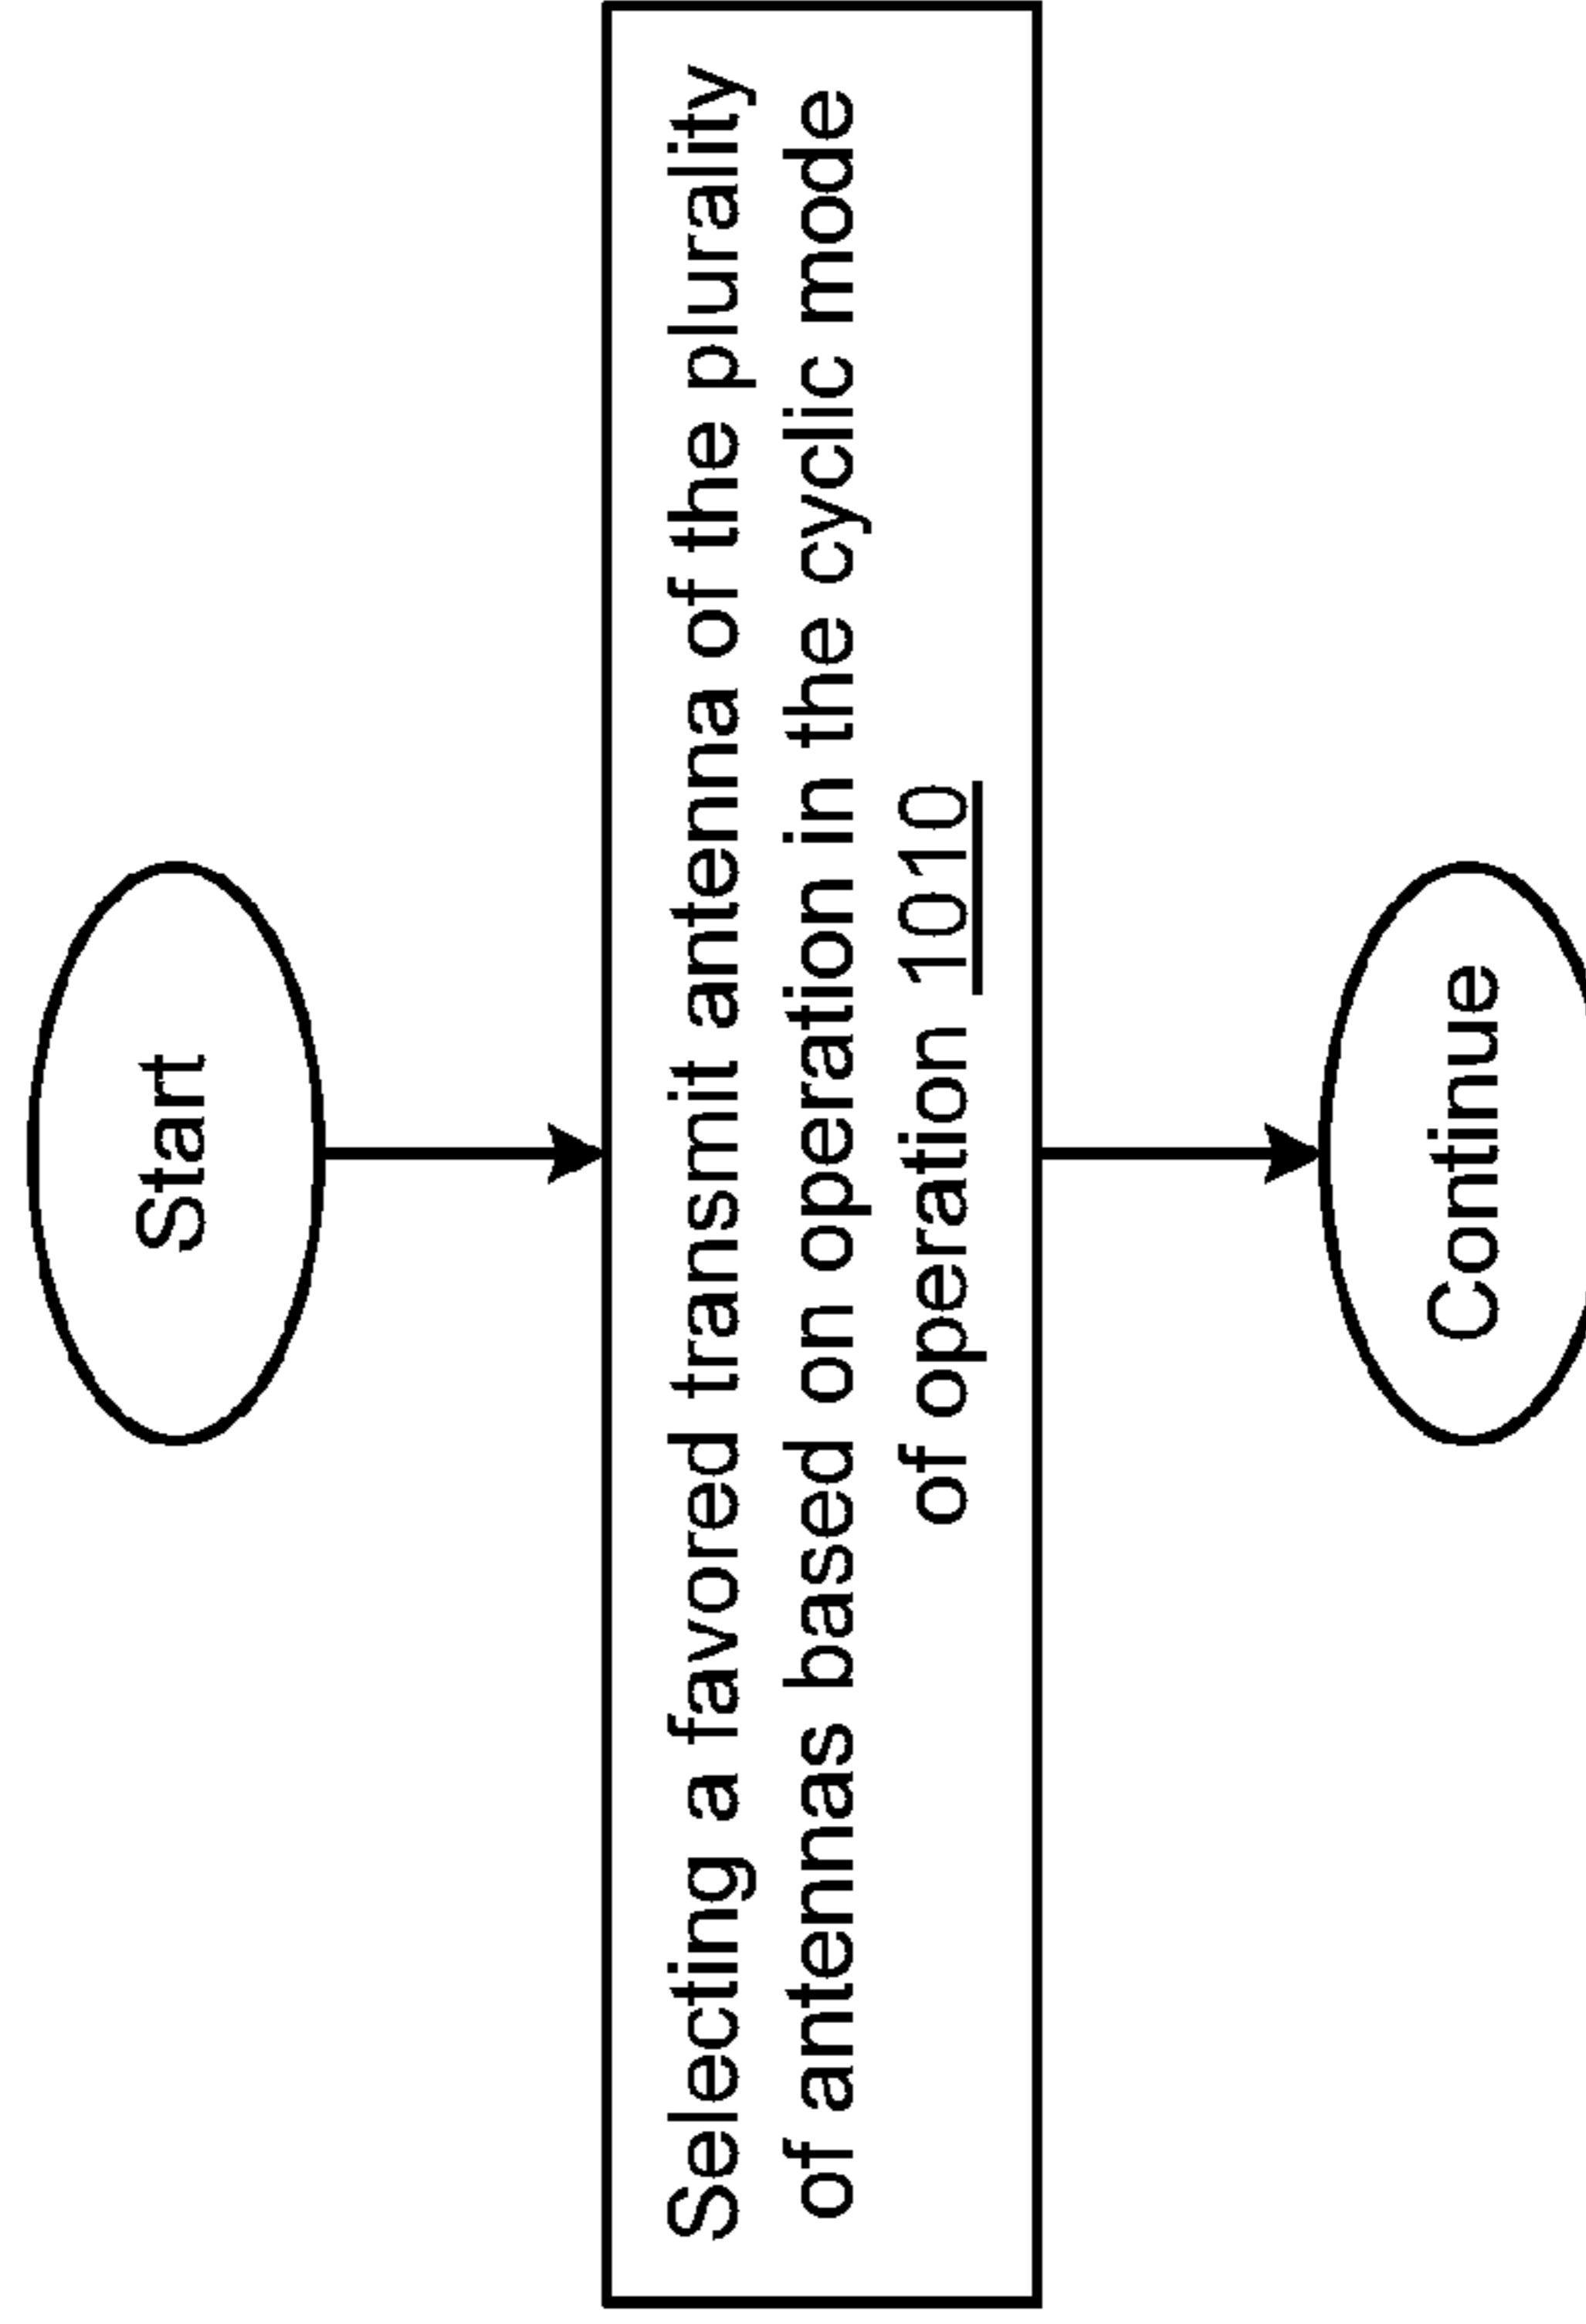 Start
Selecting a favored transmit antenna of the plurality
of antennas based on operation in the cyclic mode
of operation 1010
Continue